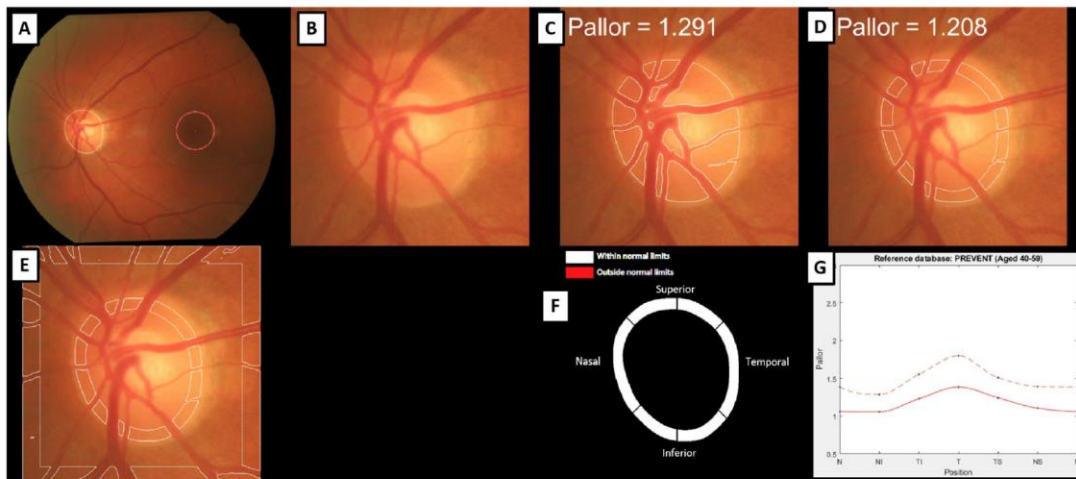 A
B
C Pallor = 1.291
D Pallor = 1.208
E
Within normal limits
Outside normal limits
F
Superior
Nasal
Temporal
Inferior
G
Reference database: PREVENT (Aged 40-59)
Pallor
2.5
2
1.5
1
0.5
N NI TI T TS NS
Position